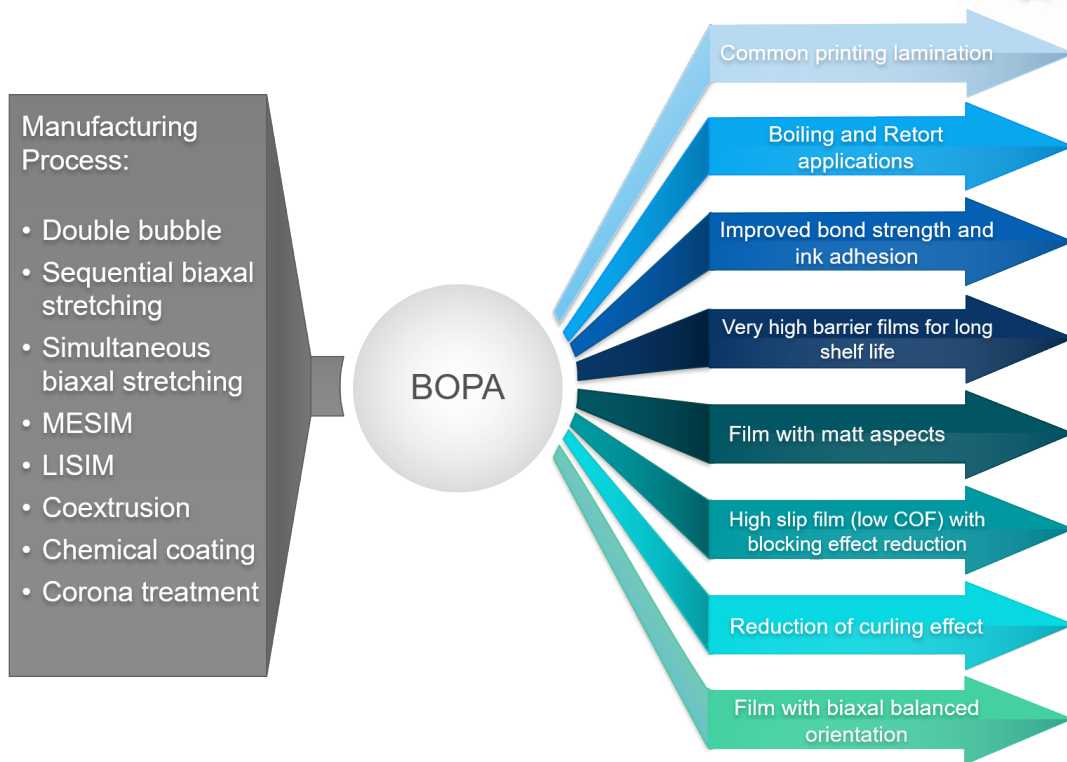 Manufacturing
Process:
• Double bubble
• Sequential biaxal
stretching
• Simultaneous
biaxal stretching
• MESIM
• LISIM
• Coextrusion
• Chemical coating
• Corona treatment
BOPA
Common printing lamination
Boiling and Retort
applications
Improved bond strength and
ink adhesion
Very high barrier films for long
shelf life
Film with matt aspects
High slip film (low COF) with
blocking effect reduction
Reduction of curling effect
Film with biaxal balanced
orientation